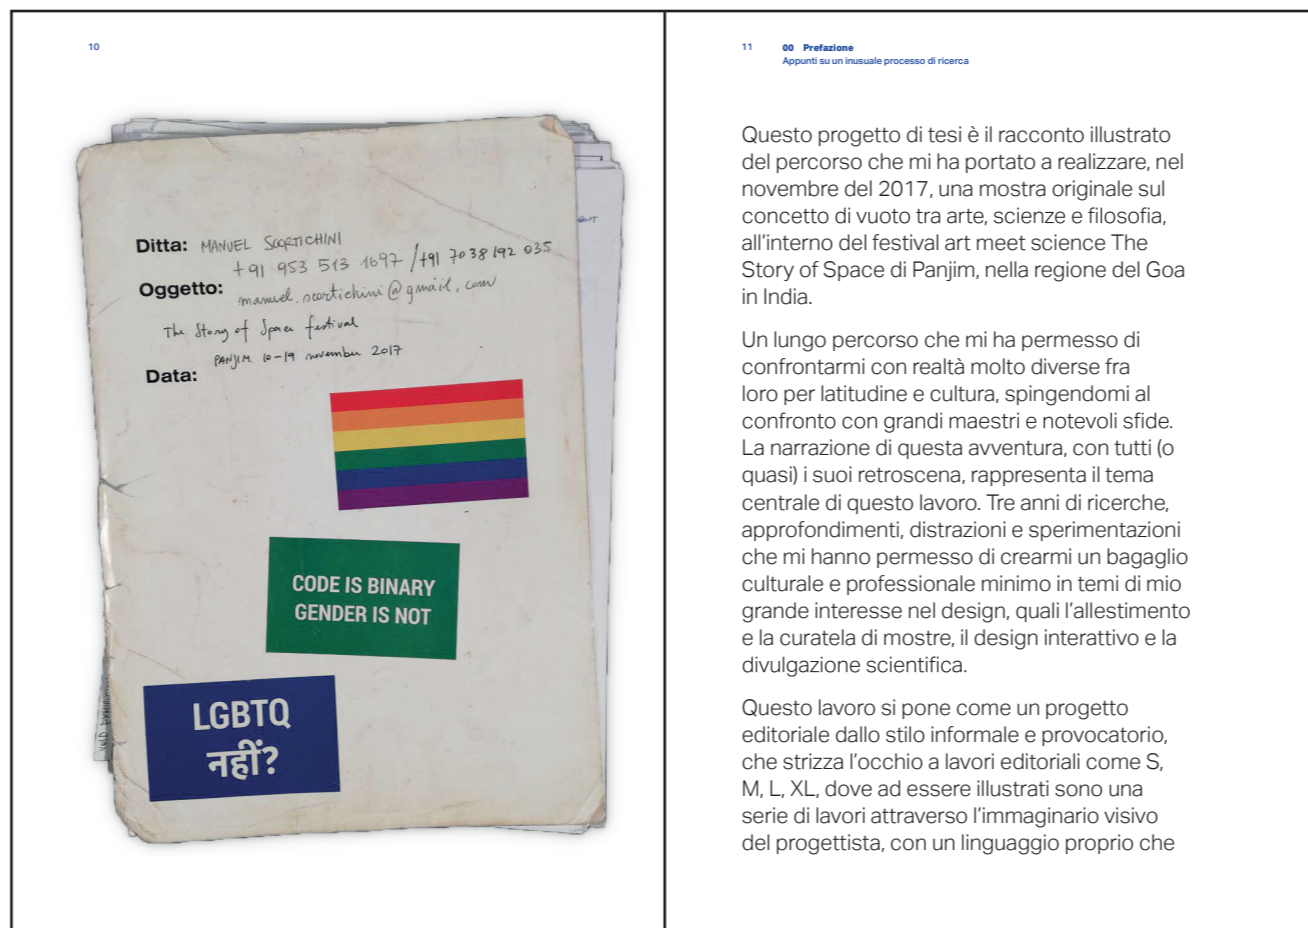 10
Ditta: MANUEL SCORTICHINI
+91 953 513 1697 / +91 7038192 035
Oggetto: manuel.scortichini@gmail.com
The Story of Space festival
PANJIM 10-19 november 2017
Data:
CODE IS BINARY
GENDER IS NOT
LGBTQ
नहीं?
11 00 Prefazione
Appunti su un inusuale processo di ricerca
Questo progetto di tesi è il racconto illustrato
del percorso che mi ha portato a realizzare, nel
novembre del 2017, una mostra originale sul
concetto di vuoto tra arte, scienze e filosofia,
all’interno del festival art meet science The
Story of Space di Panjim, nella regione del Goa
in India.
Un lungo percorso che mi ha permesso di
confrontarmi con realtà molto diverse fra
loro per latitudine e cultura, spingendomi al
confronto con grandi maestri e notevoli sfide.
La narrazione di questa avventura, con tutti (o
quasi) i suoi retroscena, rappresenta il tema
centrale di questo lavoro. Tre anni di ricerche,
approfondimenti, distrazioni e sperimentazioni
che mi hanno permesso di crearmi un bagaglio
culturale e professionale minimo in temi di mio
grande interesse nel design, quali l’allestimento
e la curatela di mostre, il design interattivo e la
divulgazione scientifica.
Questo lavoro si pone come un progetto
editoriale dallo stilo informale e provocatorio,
che strizza l’occhio a lavori editoriali come S,
M, L, XL, dove ad essere illustrati sono una
serie di lavori attraverso l’immaginario visivo
del progettista, con un linguaggio proprio che